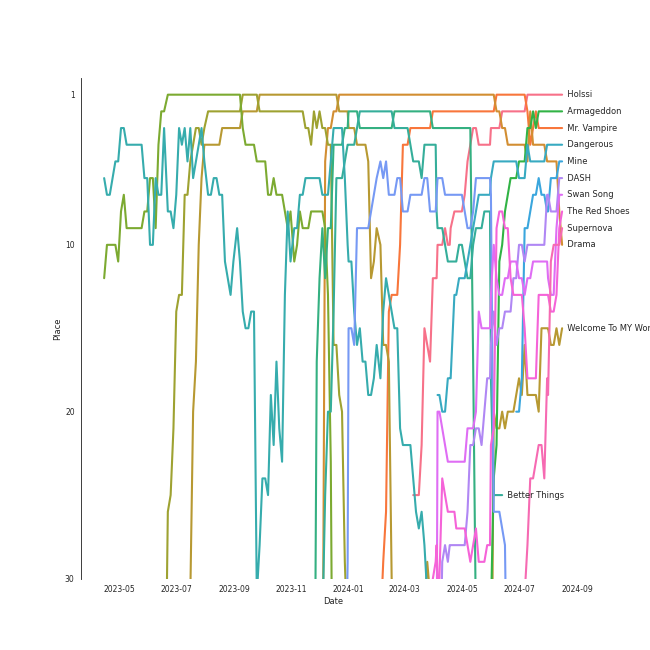 1
Holssi
Armageddon
Mr. Vampire
Dangerous
Mine
DASH
Swan Song
The Red Shoes
Supernova
10
Drama
Place
Welcome To MY Wor
20
Better Things
30
2023-05
2023-07
2023-09
2023-11
2024-01
2024-03
2024-05
2024-07
2024-09
Date